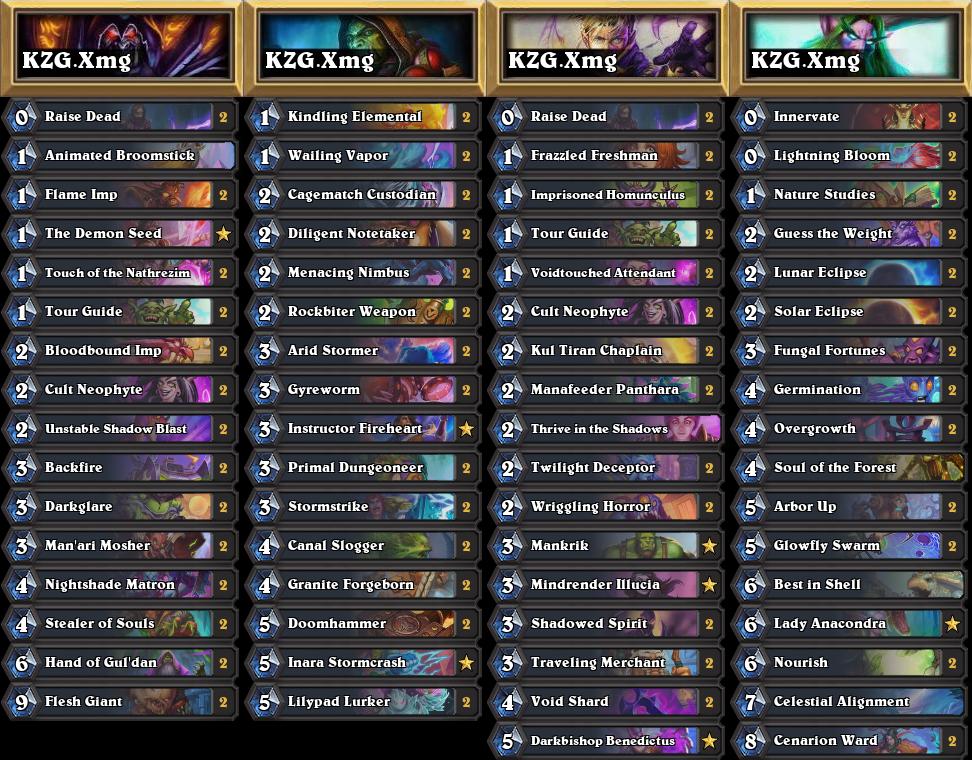 KZG.Xmg
0 Raise Dead 2
1 Animated Broomstick
1 Flame Imp 2
1 The Demon Seed
1 Touch of the Nathrezim 2
1 Tour Guide 2
2 Bloodbound Imp 2
2 Cult Neophyte 2
2 Unstable Shadow Blast 2
3 Backfire 2
3 Darkglare 2
3 Man'ari Mosher 2
4 Nightshade Matron 2
4 Stealer of Souls 2
6 Hand of Gul'dan 2
9 Flesh Giant 2
KZG.Xmg
1 Kindling Elemental 2
1 Wailing Vapor 2
2 Cagematch Custodian 2
2 Diligent Notetaker 2
2 Menacing Nimbus 2
2 Rockbiter Weapon 2
3 Arid Stormer 2
3 Gyreworm 2
3 Instructor Fireheart
3 Primal Dungeoneer 2
3 Stormstrike 2
4 Canal Slogger 2
4 Granite Forgeborn 2
5 Doomhammer 2
5 Inara Stormcrash
5 Lilypad Lurker 2
KZG.Xmg
0 Raise Dead 2
1 Frazzled Freshman 2
1 Imprisoned Homunculus 2
1 Tour Guide 2
1 Voidtouched Attendant 2
2 Cult Neophyte 2
2 Kul Tiran Chaplain 2
2 Manafeeder Panthara 2
2 Thrive in the Shadows
2 Twilight Deceptor 2
2 Wriggling Horror 2
3 Mankrik
3 Mindrender Illucia
3 Shadowed Spirit 2
3 Traveling Merchant 2
4 Void Shard 2
5 Darkbishop Benedictus
KZG.Xmg
0 Innervate 2
0 Lightning Bloom 2
1 Nature Studies 2
2 Guess the Weight 2
2 Lunar Eclipse 2
2 Solar Eclipse 2
3 Fungal Fortunes 2
4 Germination 2
4 Overgrowth 2
4 Soul of the Forest
5 Arbor Up 2
5 Glowfly Swarm 2
6 Best in Shell
6 Lady Anacondra
6 Nourish 2
7 Celestial Alignment
8 Cenarion Ward 2